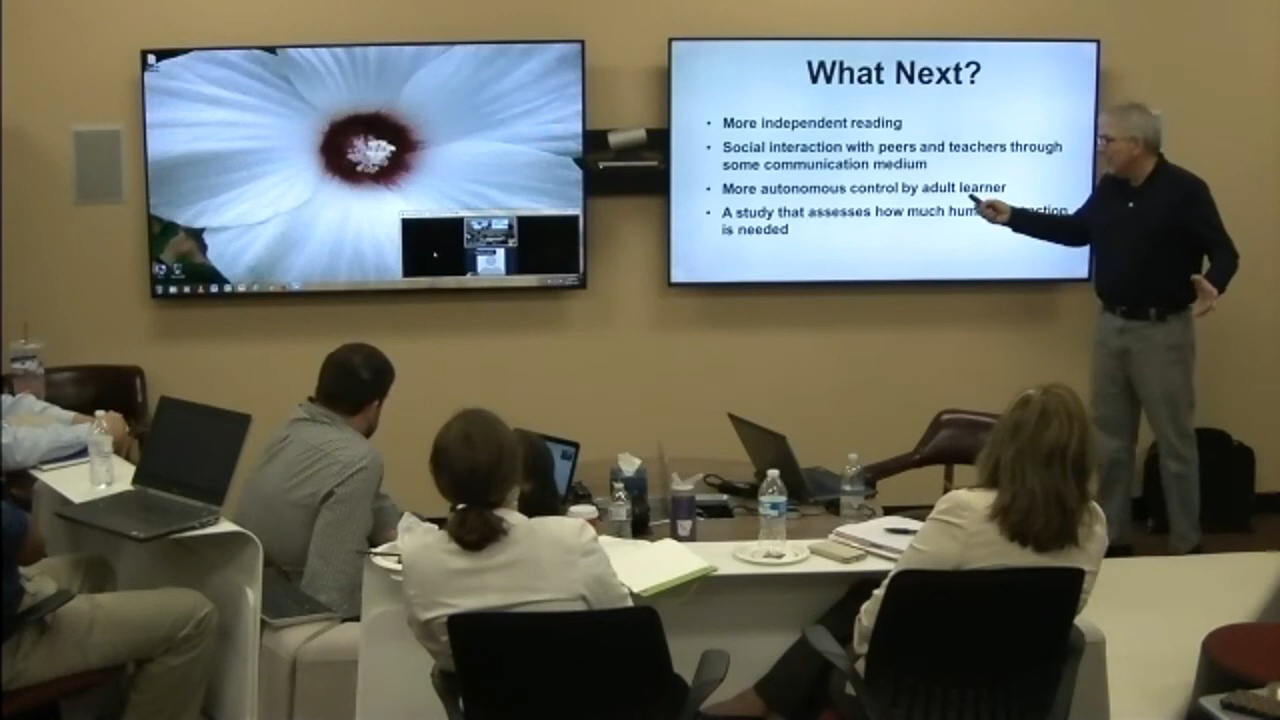 What Next?
• More independent reading
• Social interaction with peers and teachers through
some communication medium
• More autonomous control by adult learner
• A study that assesses how much
is needed